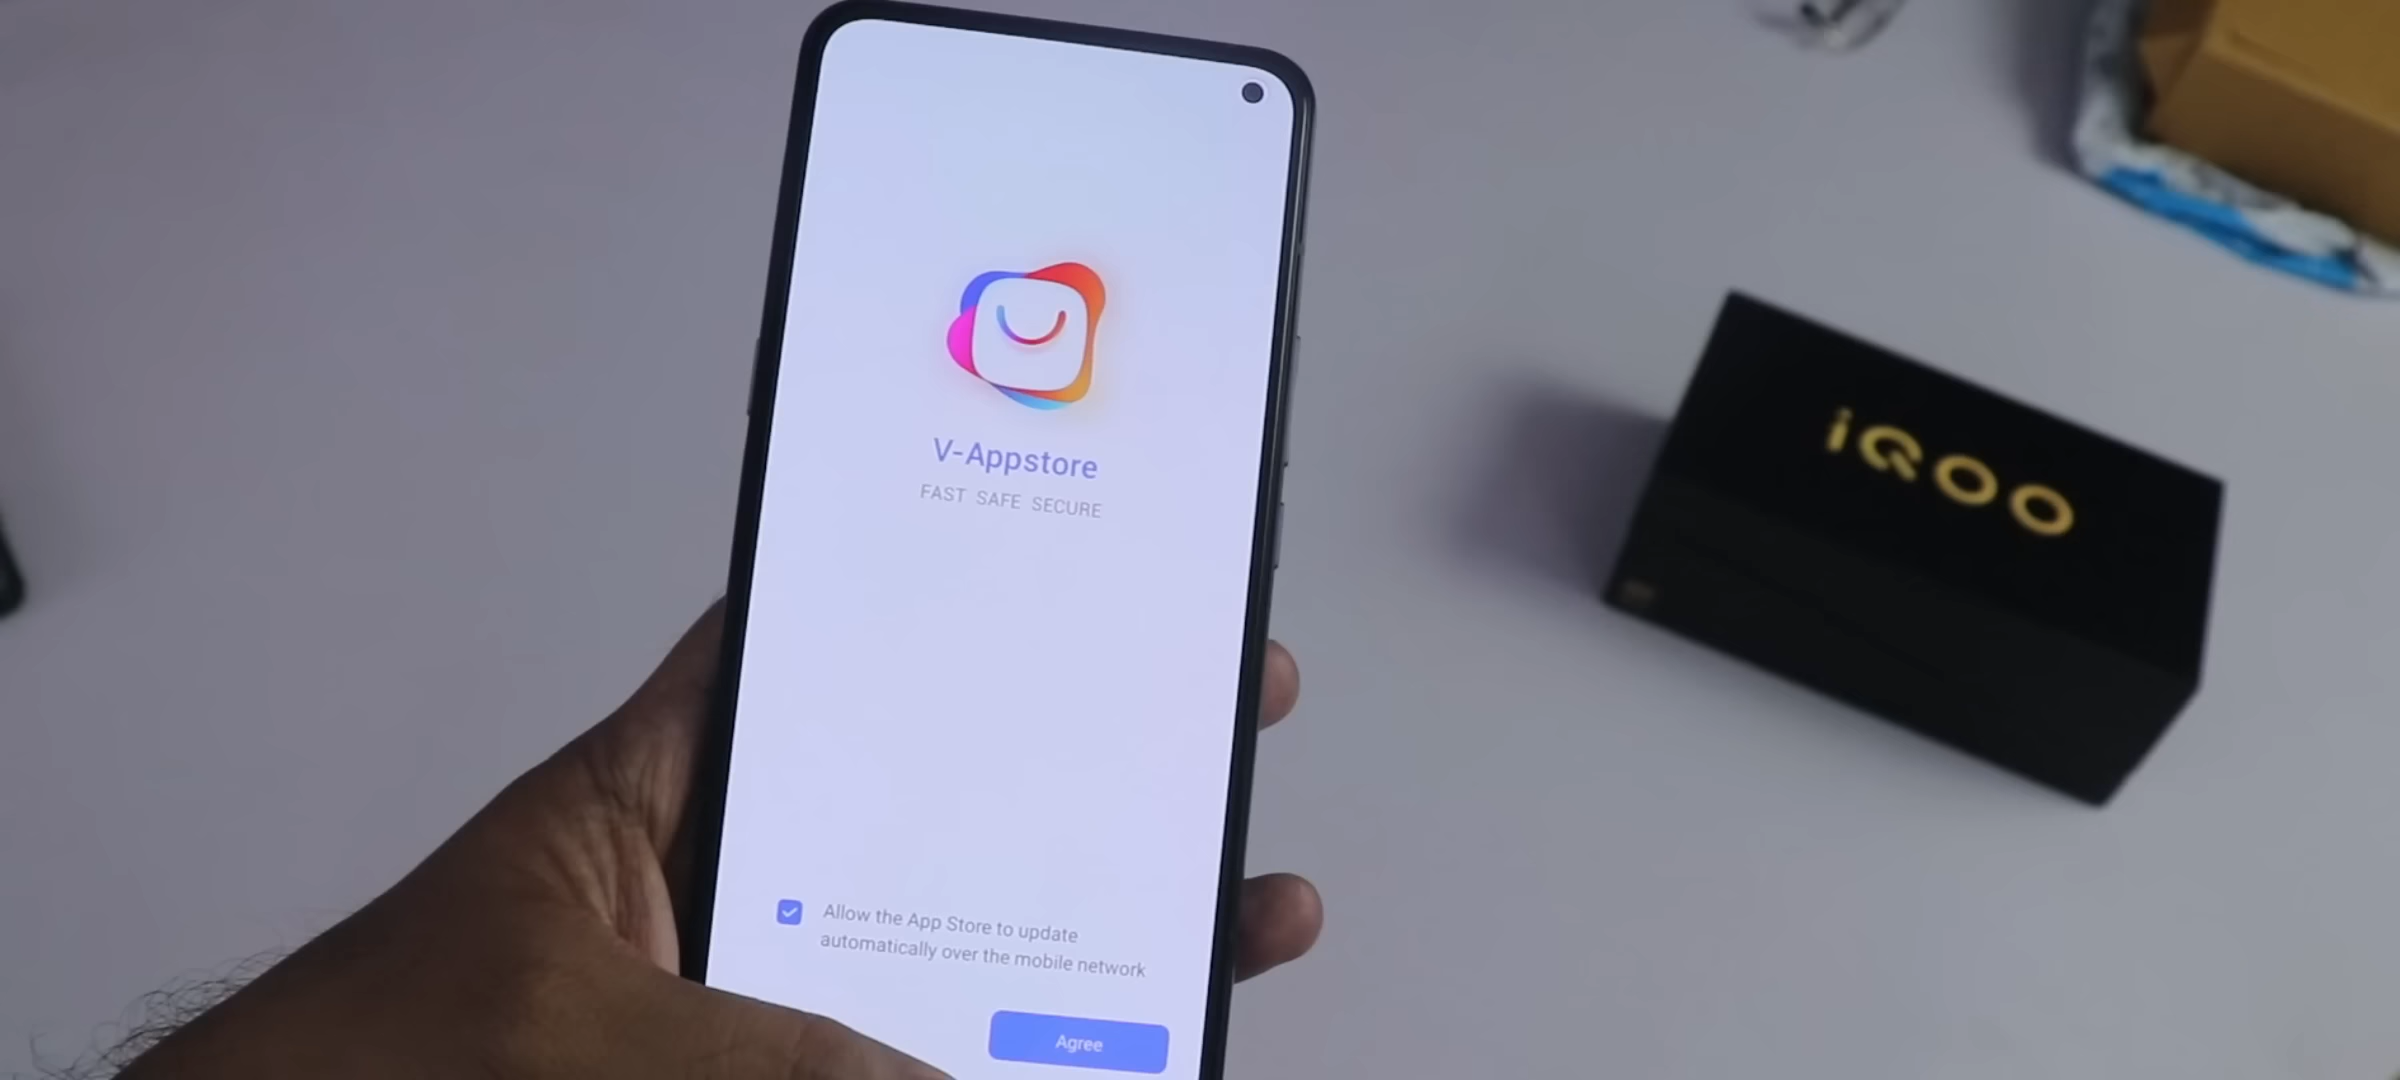 V-Appstore
FAST SAFE SECURE
Allow the App Store to update
automatically over the mobile network
Agree
iQOO